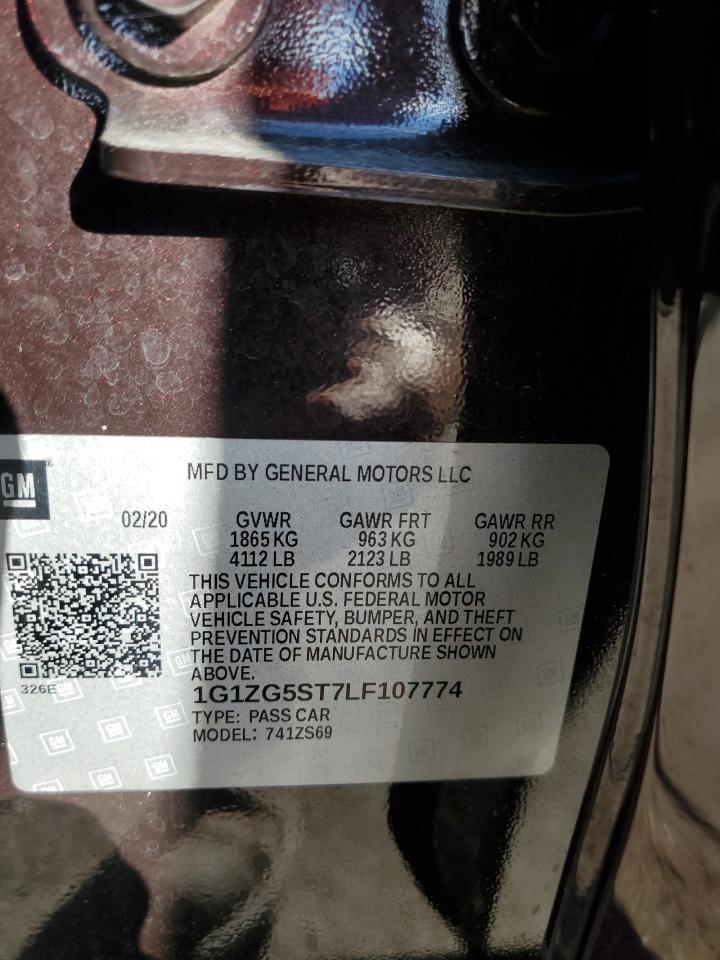 GM
MFD BY GENERAL MOTORS LLC
02/20 GVWR GAWR FRT GAWR RR
1865 KG 963 KG 902 KG
4112 LB 2123 LB 1989 LB
THIS VEHICLE CONFORMS TO ALL
APPLICABLE U.S. FEDERAL MOTOR
VEHICLE SAFETY, BUMPER, AND THEFT
PREVENTION STANDARDS IN EFFECT ON
THE DATE OF MANUFACTURE SHOWN
ABOVE.
326E
1G1ZG5ST7LF107774
TYPE: PASS CAR
MODEL: 741ZS69